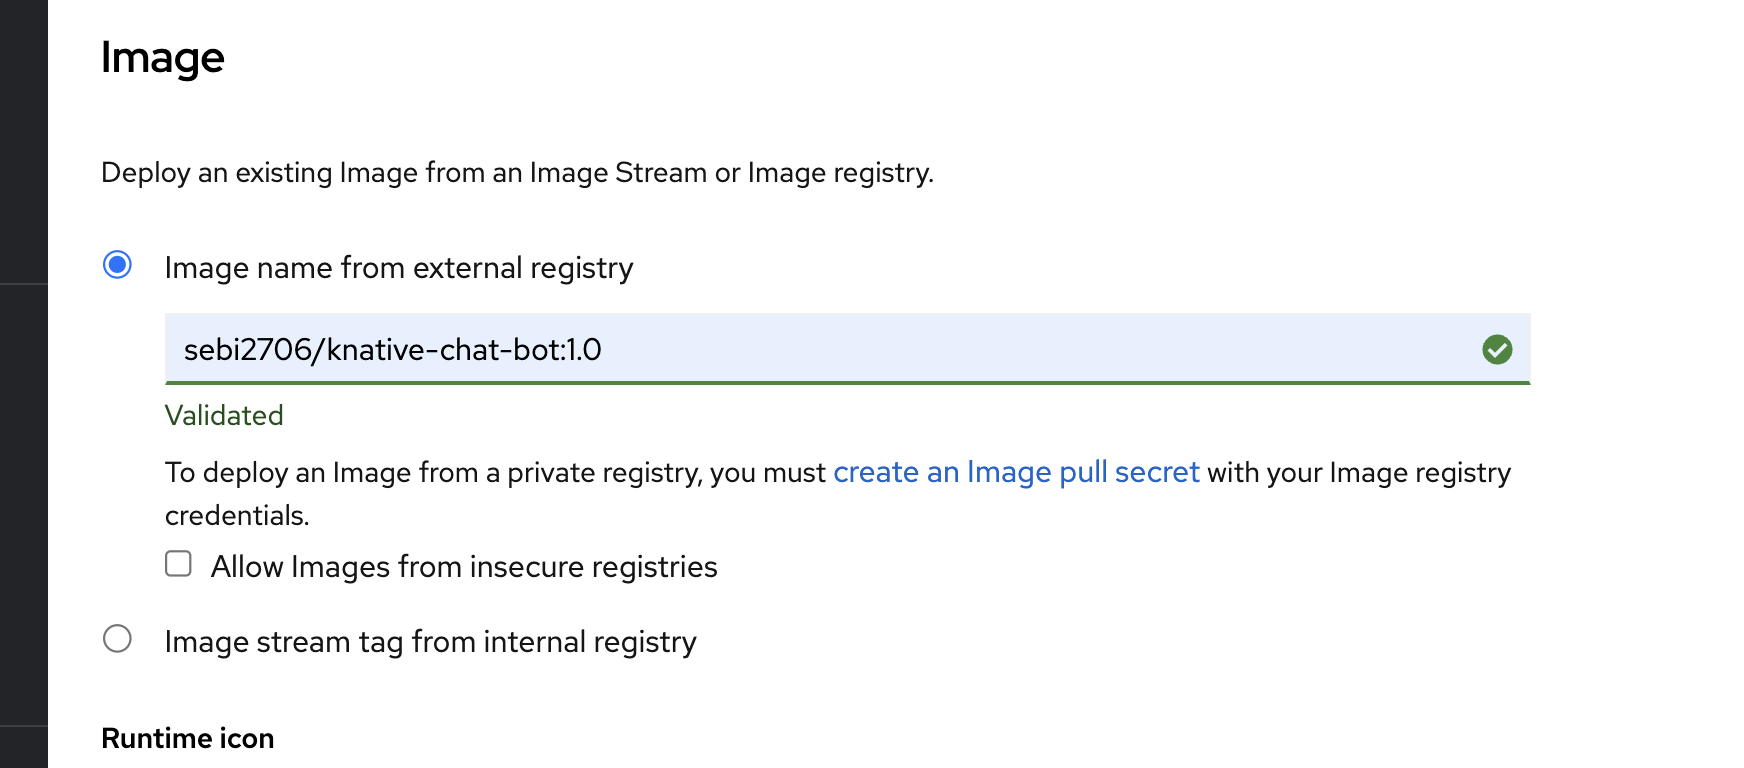 Image
Deploy an existing Image from an Image Stream or Image registry.
Image name from external registry
sebi2706/knative-chat-bot:1.0
Validated
To deploy an Image from a private registry, you must create an Image pull secret with your Image registry
credentials.
Allow Images from insecure registries
Image stream tag from internal registry
Runtime icon